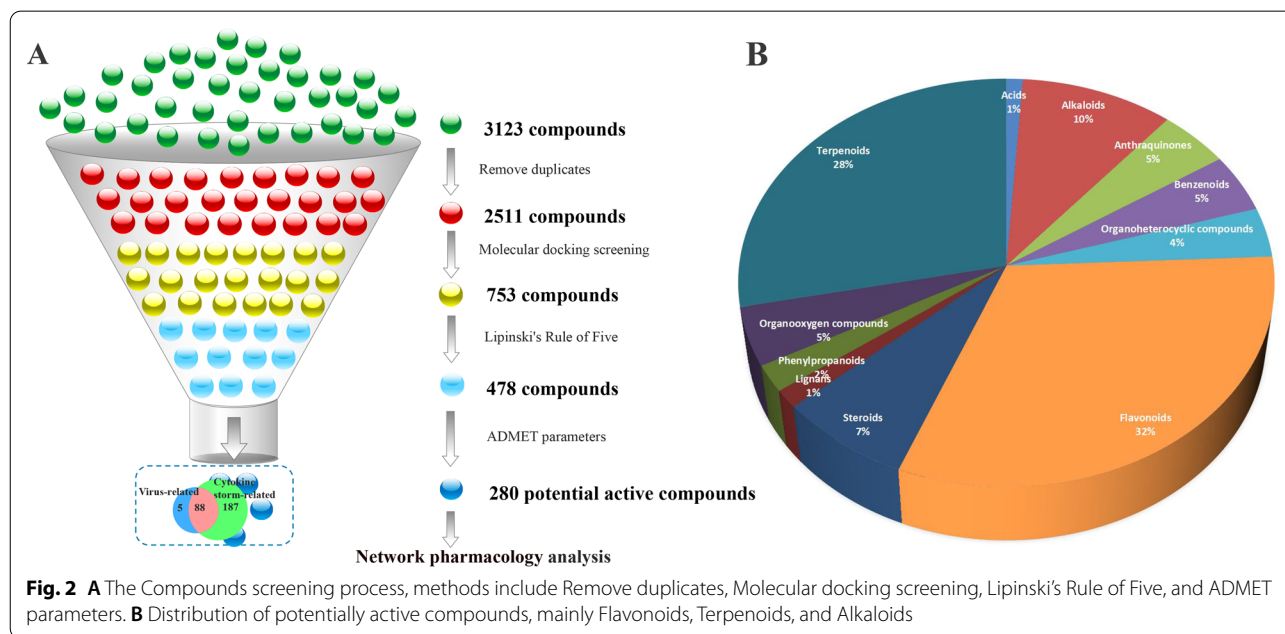 A
3123 compounds
Remove duplicates
2511 compounds
Molecular docking screening
753 compounds
Lipinski's Rule of Five
478 compounds
ADMET parameters
280 potential active compounds
Network pharmacology analysis
Virus-related
Cytokine
storm-related
5
88
187
B
Acids
1%
Alkaloids
10%
Anthraquinones
5%
Benzenoids
5%
Organoheterocyclic compounds
4%
Flavonoids
32%
Steroids
7%
Lignans
1%
Phenylpropanoids
2%
Organooxygen compounds
5%
Terpenoids
28%
Fig. 2 A The Compounds screening process, methods include Remove duplicates, Molecular docking screening, Lipinski's Rule of Five, and ADMET
parameters. B Distribution of potentially active compounds, mainly Flavonoids, Terpenoids, and Alkaloids